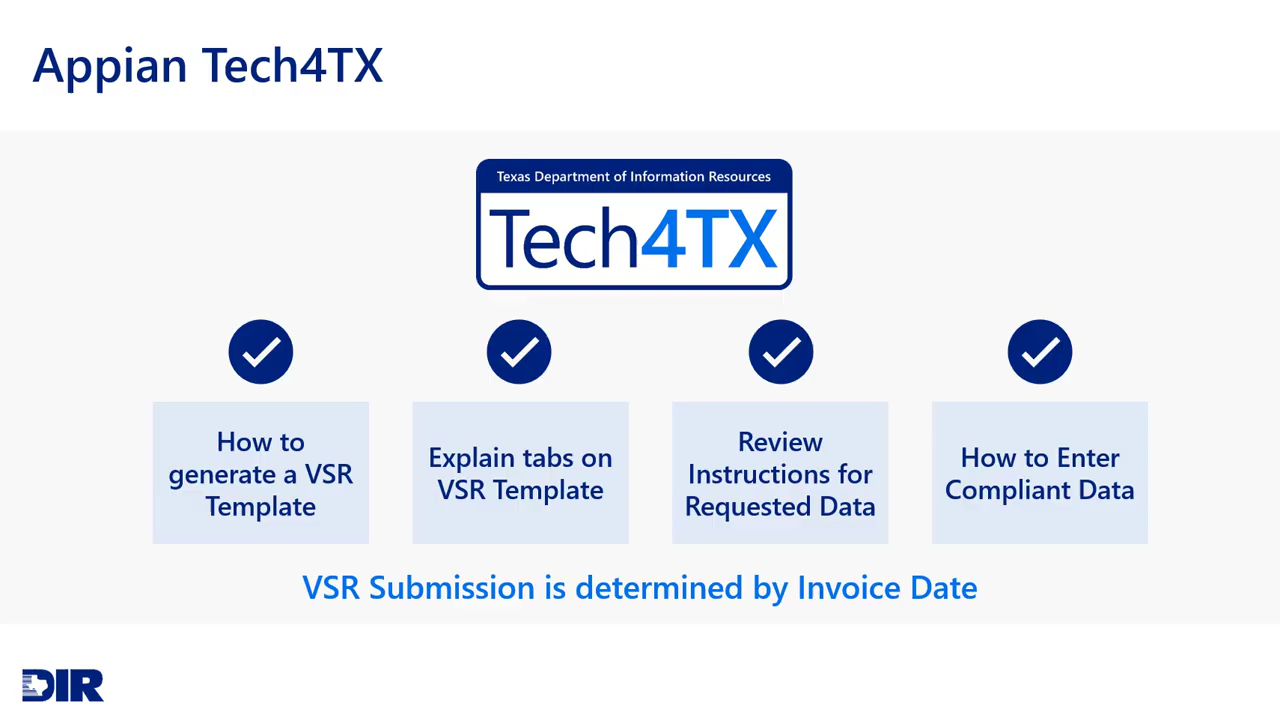 Appian Tech4TX
Texas Department of Information Resources
Tech4TX
How to
generate a VSR
Template
Explain tabs on
VSR Template
Review
Instructions for
Requested Data
How to Enter
Compliant Data
VSR Submission is determined by Invoice Date
DIR